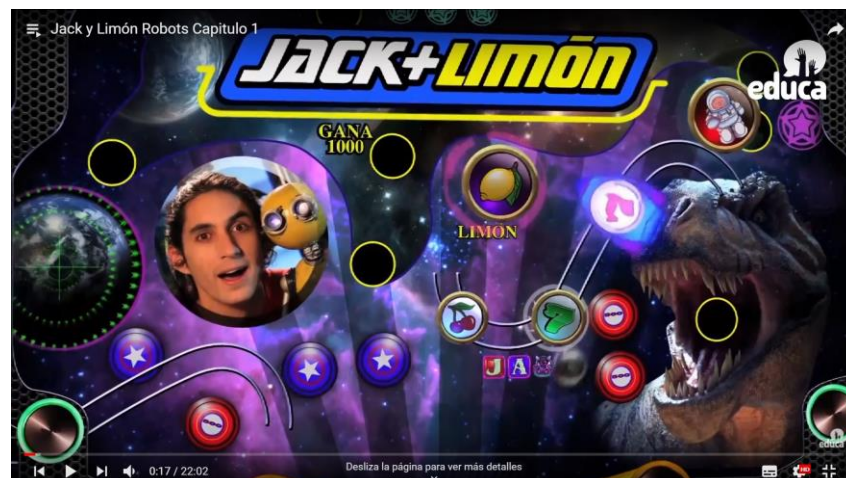 Jack y Limón Robots Capitulo 1
JACK+LIMÓN
educa
GANA
1000
LIMON
J A
educa
0:17 / 22:02
Desliza la página para ver más detalles
HD